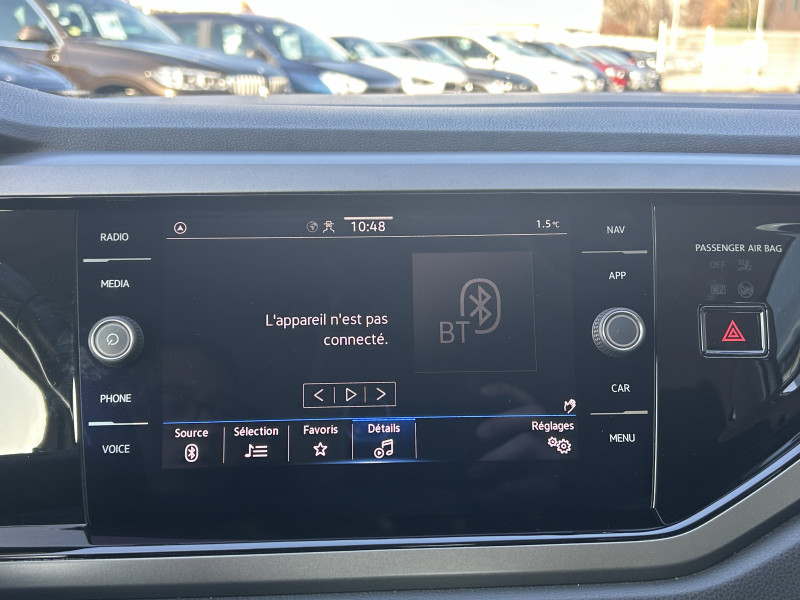 RADIO
MEDIA
PHONE
VOICE
10:48
1.5°C
L'appareil n'est pas
connecté.
BT
Source
Sélection
Favoris
Détails
Réglages
NAV
APP
CAR
MENU
PASSENGER AIR BAG
OFF